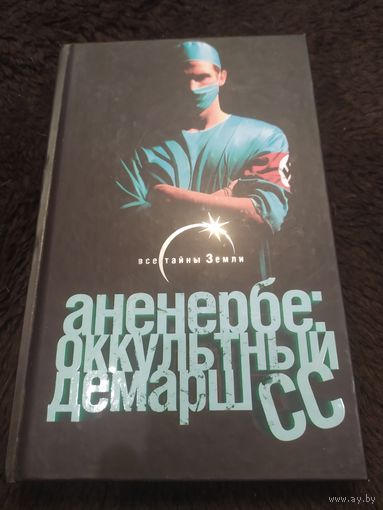 все тайны Земли
аненербе:
оккультный
демарш
СС
www.ay.by